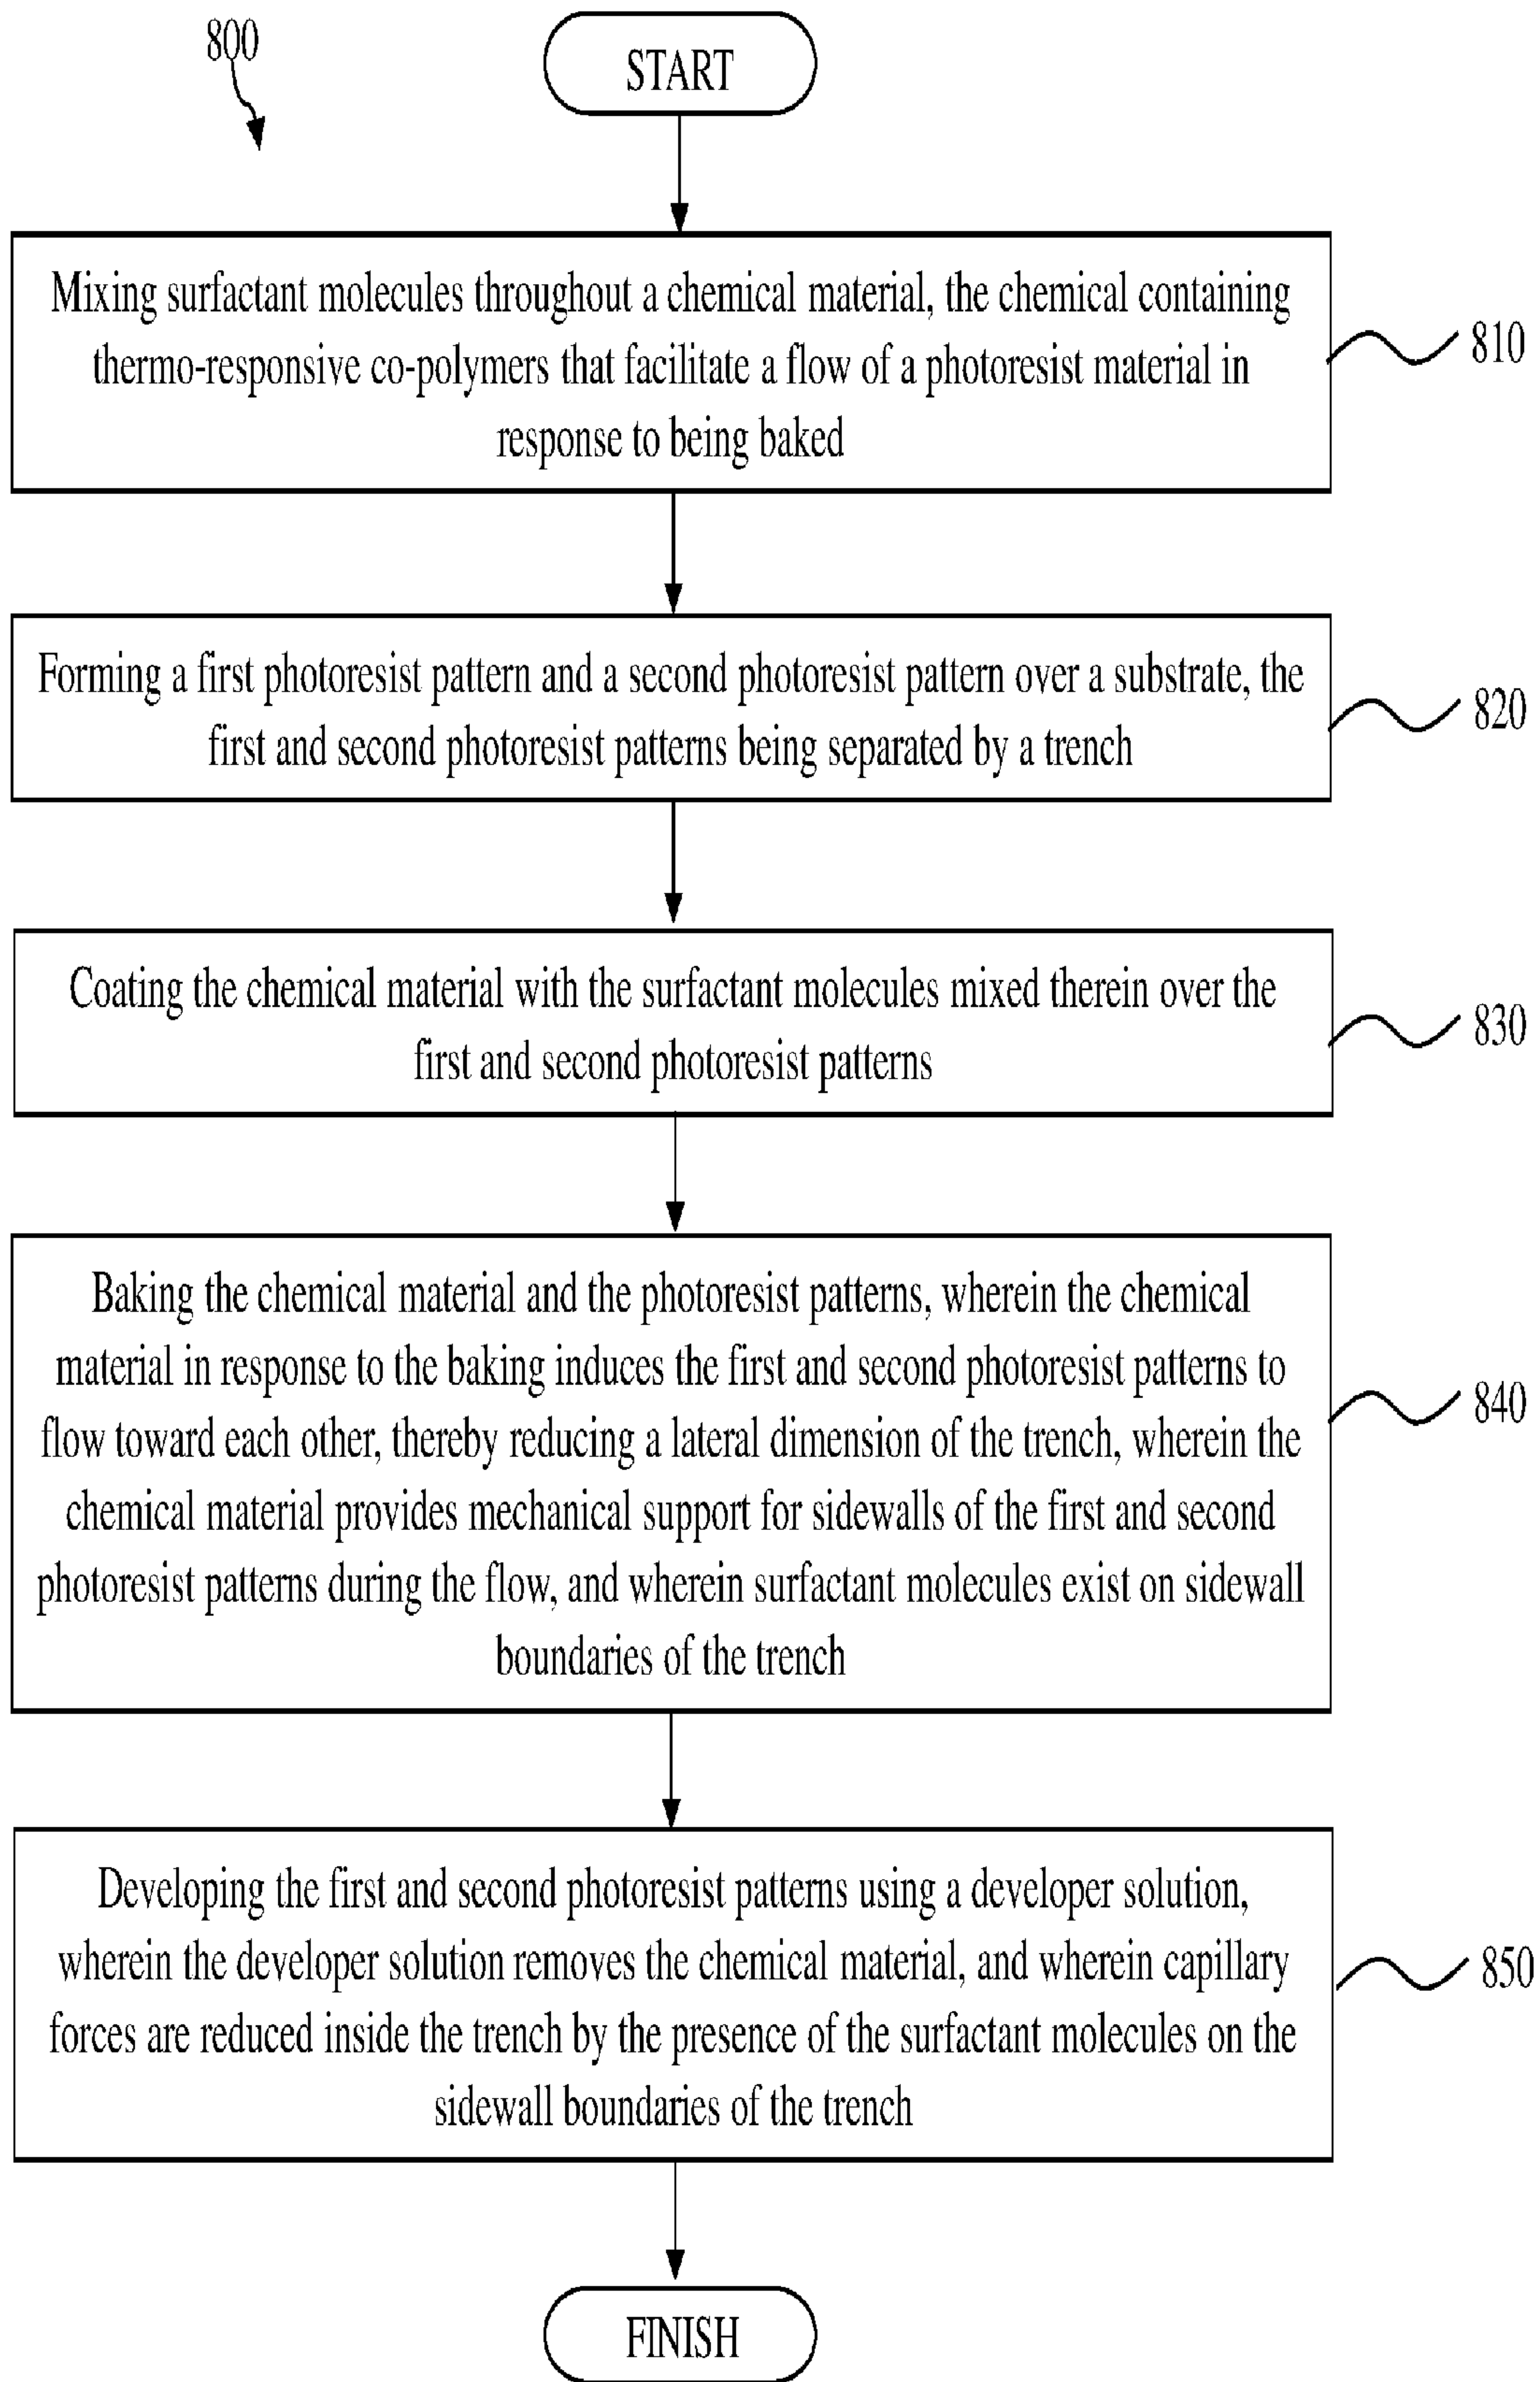 800
START
Mixing surfactant molecules throughout a chemical material, the chemical containing
thermo-responsive co-polymers that facilitate a flow of a photoresist material in
response to being baked
810
Forming a first photoresist pattern and a second photoresist pattern over a substrate, the
first and second photoresist patterns being separated by a trench
820
Coating the chemical material with the surfactant molecules mixed therein over the
first and second photoresist patterns
830
Baking the chemical material and the photoresist patterns, wherein the chemical
material in response to the baking induces the first and second photoresist patterns to
flow toward each other, thereby reducing a lateral dimension of the trench, wherein the
chemical material provides mechanical support for sidewalls of the first and second
photoresist patterns during the flow, and wherein surfactant molecules exist on sidewall
boundaries of the trench
840
Developing the first and second photoresist patterns using a developer solution,
wherein the developer solution removes the chemical material, and wherein capillary
forces are reduced inside the trench by the presence of the surfactant molecules on the
sidewall boundaries of the trench
850
FINISH